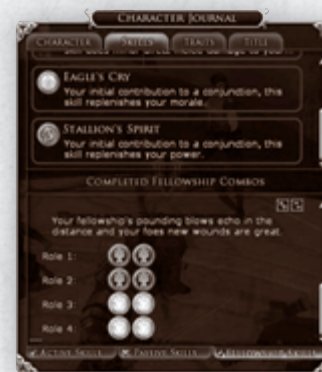 CHARACTER JOURNAL
CHARACTER SKILLS TRAITS TITLE
EAGLE'S CRY
Your initial contribution to a conjunction, this
skill replenishes your morale.
STALLION'S SPIRIT
Your initial contribution to a conjunction, this
skill replenishes your power.
COMPLETED FELLOWSHIP COMBOS
Your fellowship's pounding blows echo in the
distance and your foes new wounds are great.
Role 1:
Role 2:
Role 3:
Role 4:
ACTIVE SKILLS PASSIVE SKILLS FELLOWSHIP SKILLS